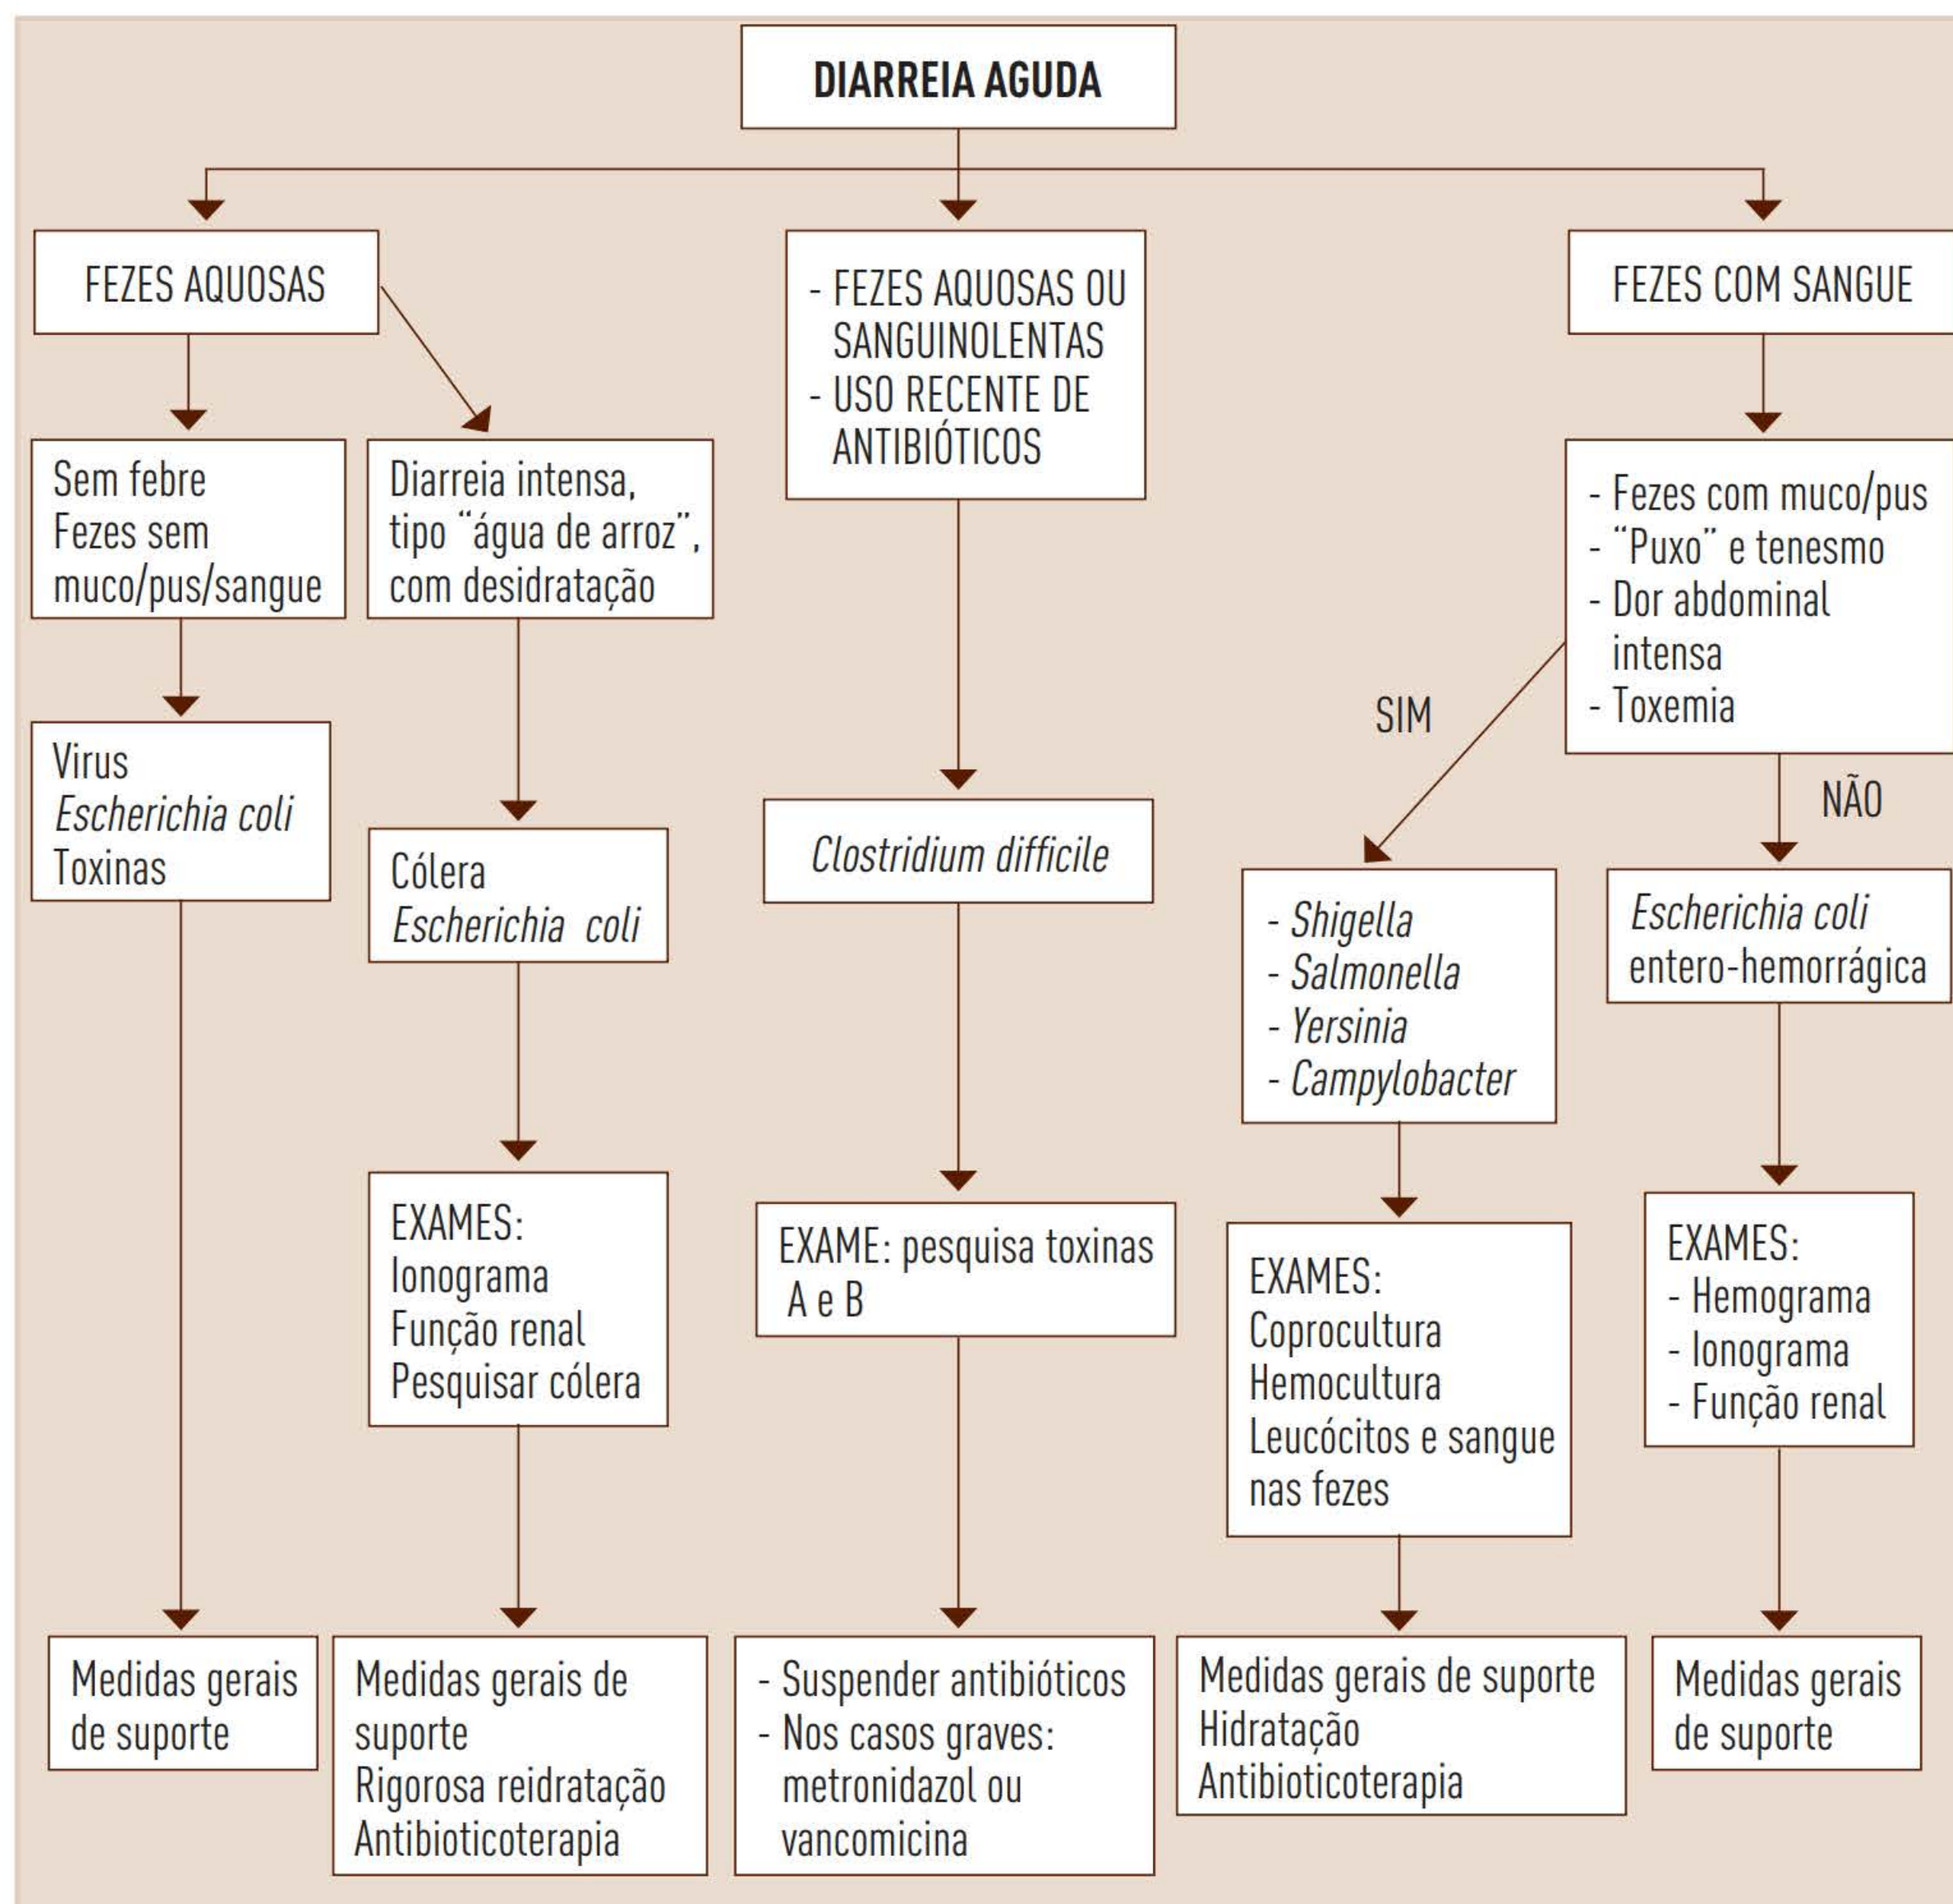 DIARREIA AGUDA
FEZES AQUOSAS
- FEZES AQUOSAS OU
SANGUINOLENTAS
- USO RECENTE DE
ANTIBIÓTICOS
FEZES COM SANGUE
Sem febre
Fezes sem
muco/pus/sangue
Diarreia intensa,
tipo “água de arroz”,
com desidratação
- Fezes com muco/pus
- “Puxo” e tenesmo
- Dor abdominal
intensa
- Toxemia
SIM
NÃO
Virus
Escherichia coli
Toxinas
Cólera
Escherichia coli
Clostridium difficile
- Shigella
- Salmonella
- Yersinia
- Campylobacter
Escherichia coli
entero-hemorrágica
EXAMES:
Ionograma
Função renal
Pesquisar cólera
EXAME: pesquisa toxinas
A e B
EXAMES:
Coprocultura
Hemocultura
Leucócitos e sangue
nas fezes
EXAMES:
- Hemograma
- Ionograma
- Função renal
Medidas gerais
de suporte
Medidas gerais de
suporte
Rigorosa reidratação
Antibioticoterapia
- Suspender antibióticos
- Nos casos graves:
metronidazol ou
vancomicina
Medidas gerais de suporte
Hidratação
Antibioticoterapia
Medidas gerais
de suporte